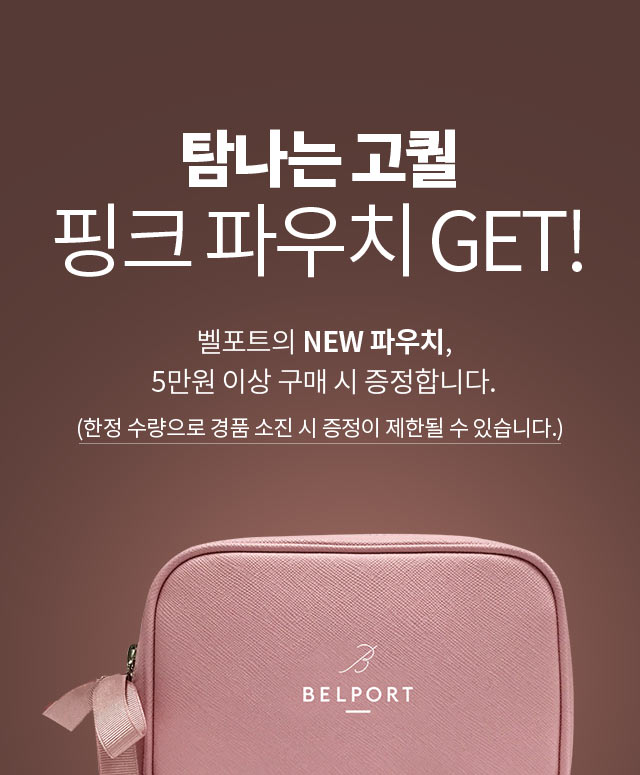 탐나는 고퀄
핑크 파우치 GET!
벨포트의 NEW 파우치,
5만원 이상 구매 시 증정합니다.
(한정 수량으로 경품 소진 시 증정이 제한될 수 있습니다.)
B
BELPORT